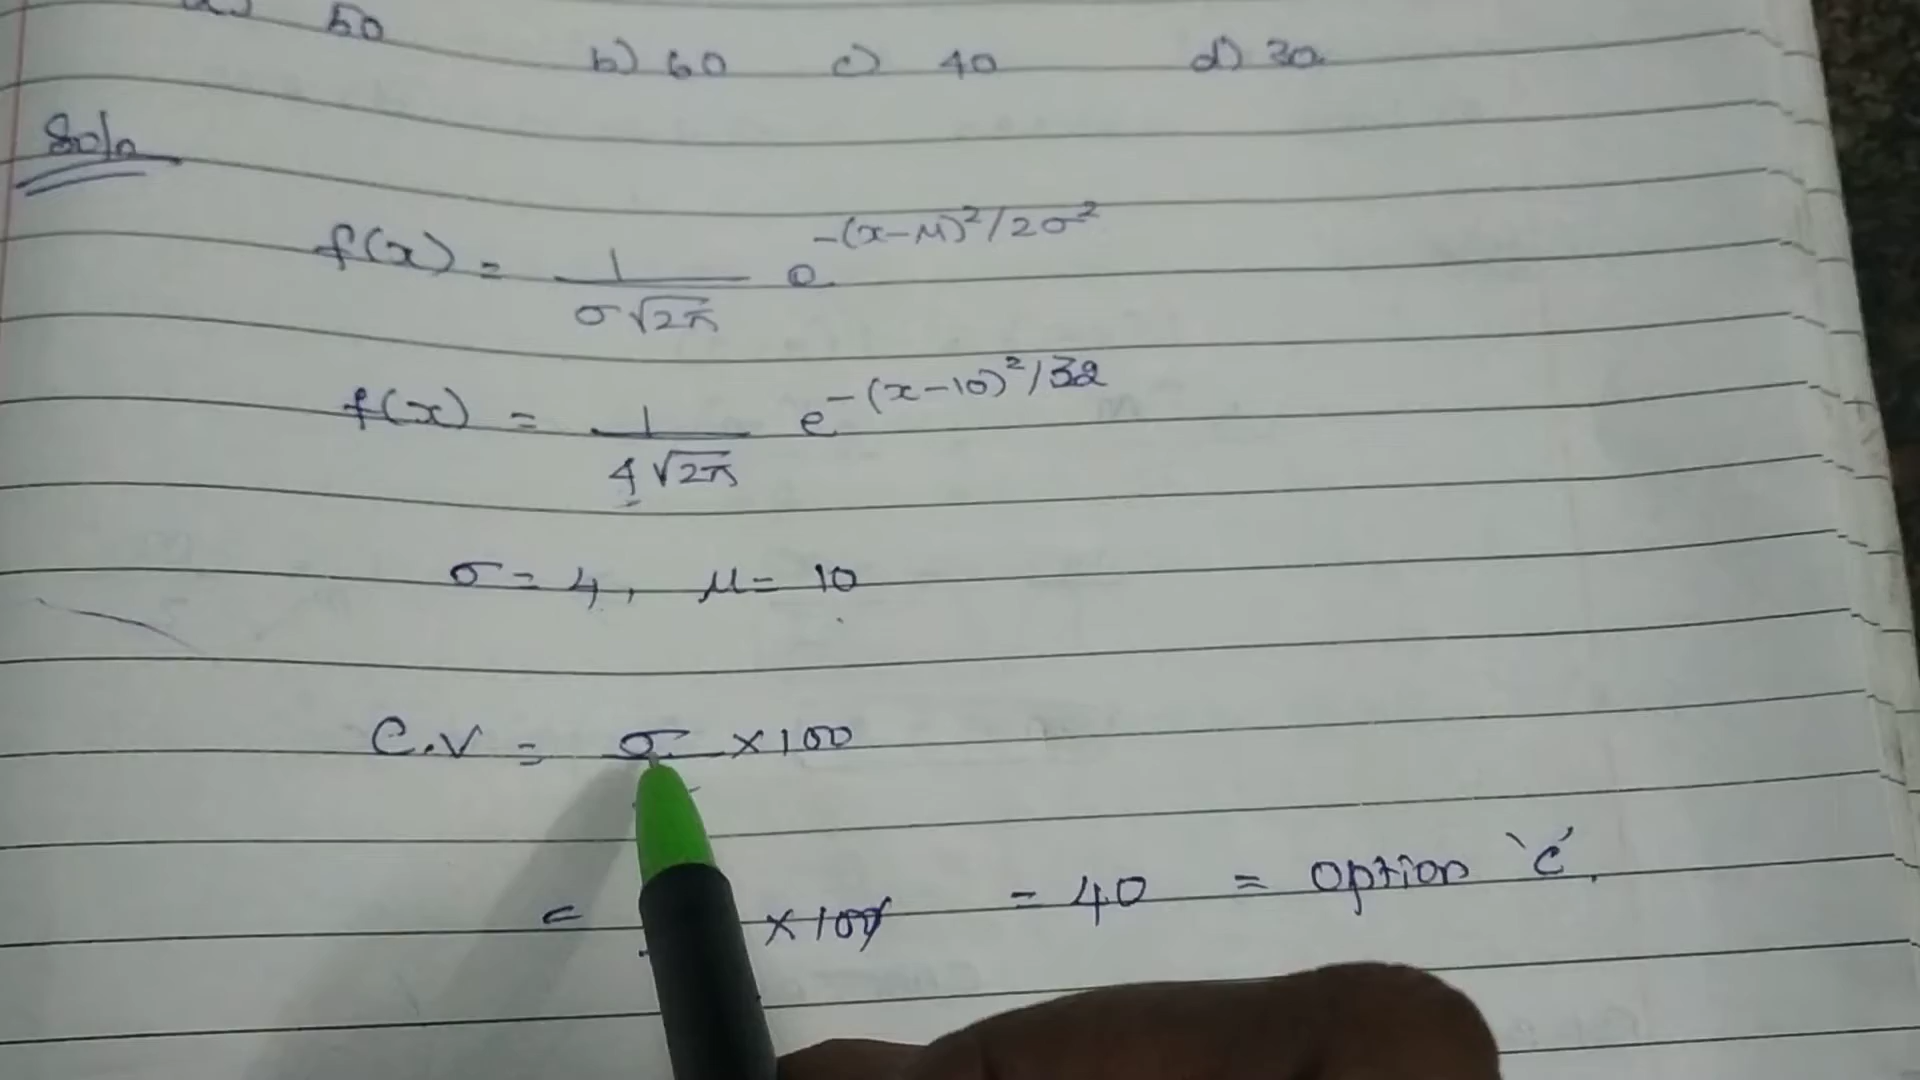 50
b) 60 c) 40 d) 30
Soln
f(x) = 1/σ√2π e^-(x-μ)²/2σ²
f(x) = 1/4√2π e^-(x-10)²/32
σ = 4, μ = 10
C.V = σ ×100
= ×100 = 40 = option 'c'.